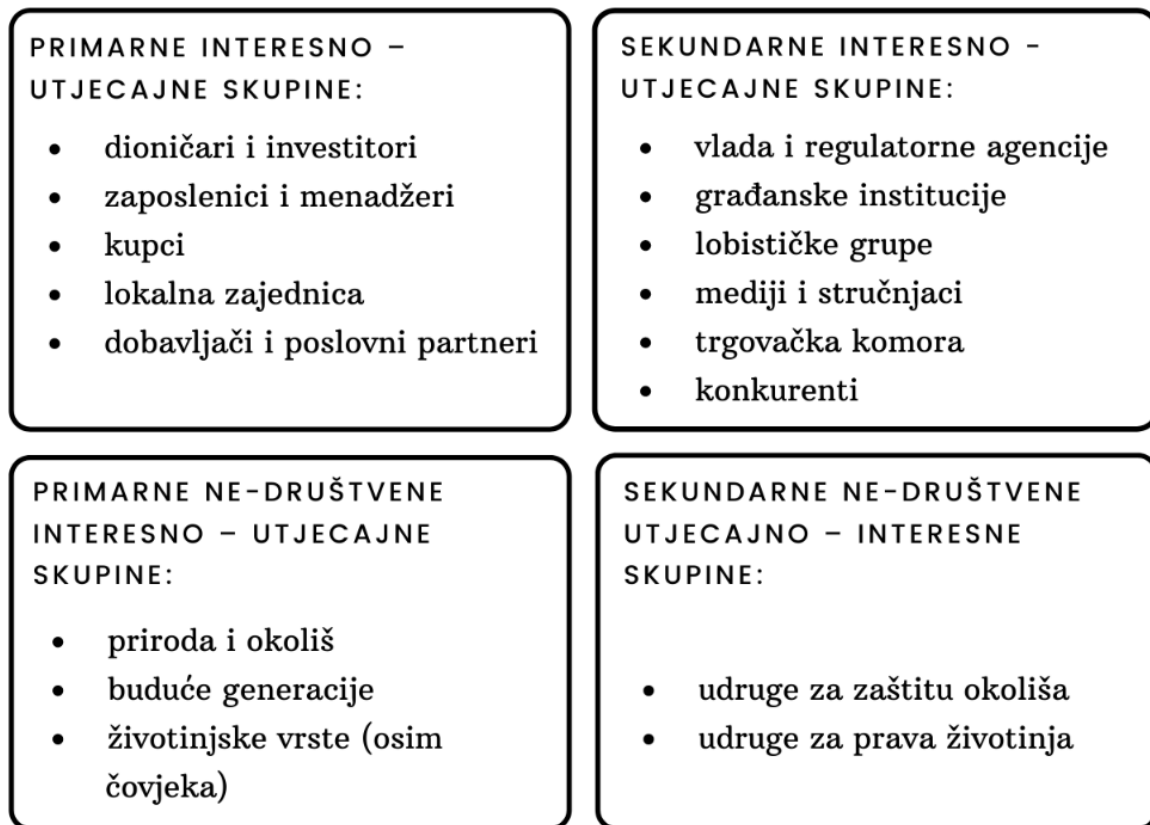 PRIMARNE INTERESNO –
UTJECAJNE SKUPINE:
• dioničari i investitori
• zaposlenici i menadžeri
• kupci
• lokalna zajednica
• dobavljači i poslovni partneri
SEKUNDARNE INTERESNO -
UTJECAJNE SKUPINE:
• vlada i regulatorne agencije
• građanske institucije
• lobističke grupe
• mediji i stručnjaci
• trgovačka komora
• konkurenti
PRIMARNE NE-DRUŠTVENE
INTERESNO – UTJECAJNE
SKUPINE:
• priroda i okoliš
• buduće generacije
• životinjske vrste (osim
čovjeka)
SEKUNDARNE NE-DRUŠTVENE
UTJECAJNO – INTERESNE
SKUPINE:
• udruge za zaštitu okoliša
• udruge za prava životinja